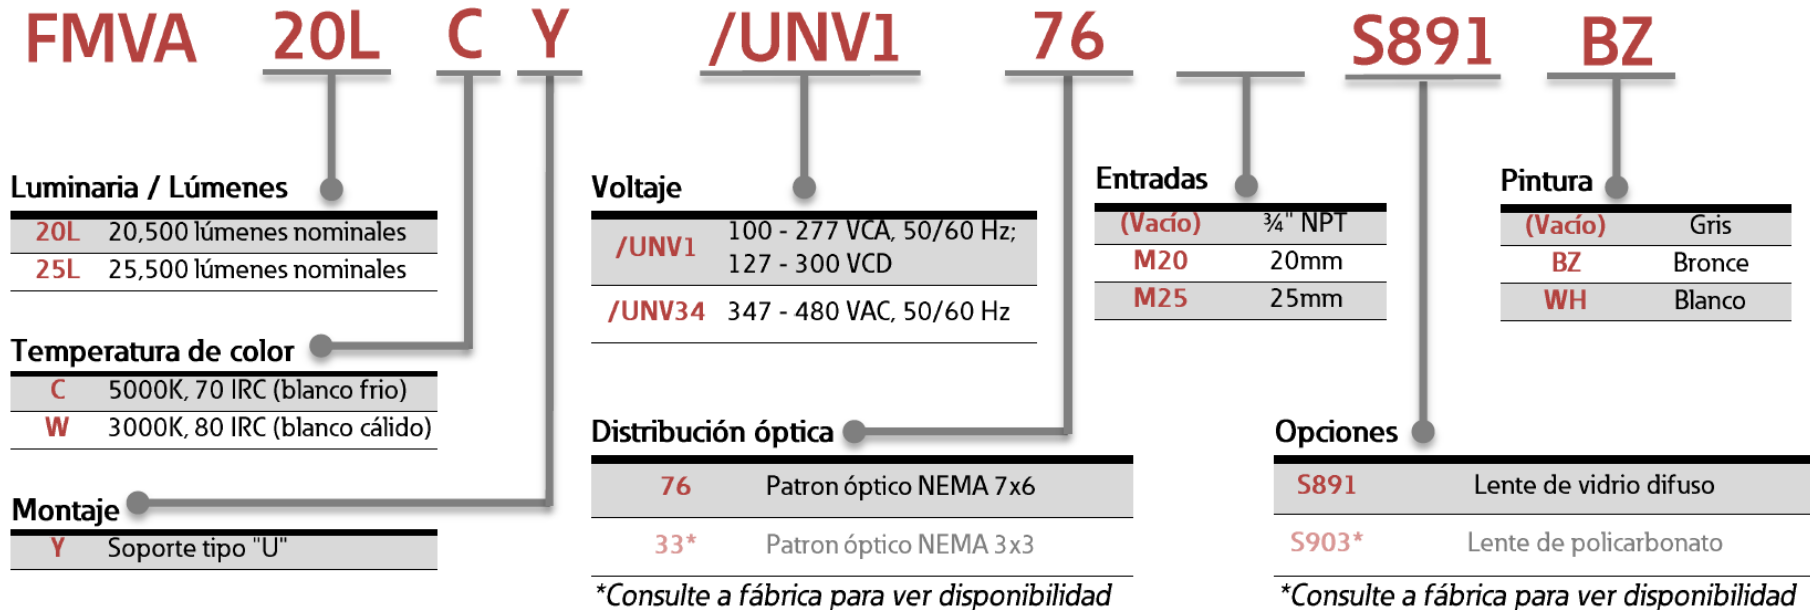 FMVA 20L C Y /UNV1 76 S891 BZ
Luminaria / Lúmenes
20L 20,500 lúmenes nominales
25L 25,500 lúmenes nominales
Temperatura de color
C 5000K, 70 IRC (blanco frio)
W 3000K, 80 IRC (blanco cálido)
Montaje
Y Soporte tipo "U"
Voltaje
/UNV1 100 - 277 VCA, 50/60 Hz;
127 - 300 VCD
/UNV34 347 - 480 VAC, 50/60 Hz
Distribución óptica
76 Patron óptico NEMA 7x6
33* Patron óptico NEMA 3x3
*Consulte a fábrica para ver disponibilidad
Entradas
(Vacío) ¾" NPT
M20 20mm
M25 25mm
Opciones
S891 Lente de vidrio difuso
S903* Lente de policarbonato
*Consulte a fábrica para ver disponibilidad
Pintura
(Vacío) Gris
BZ Bronce
WH Blanco